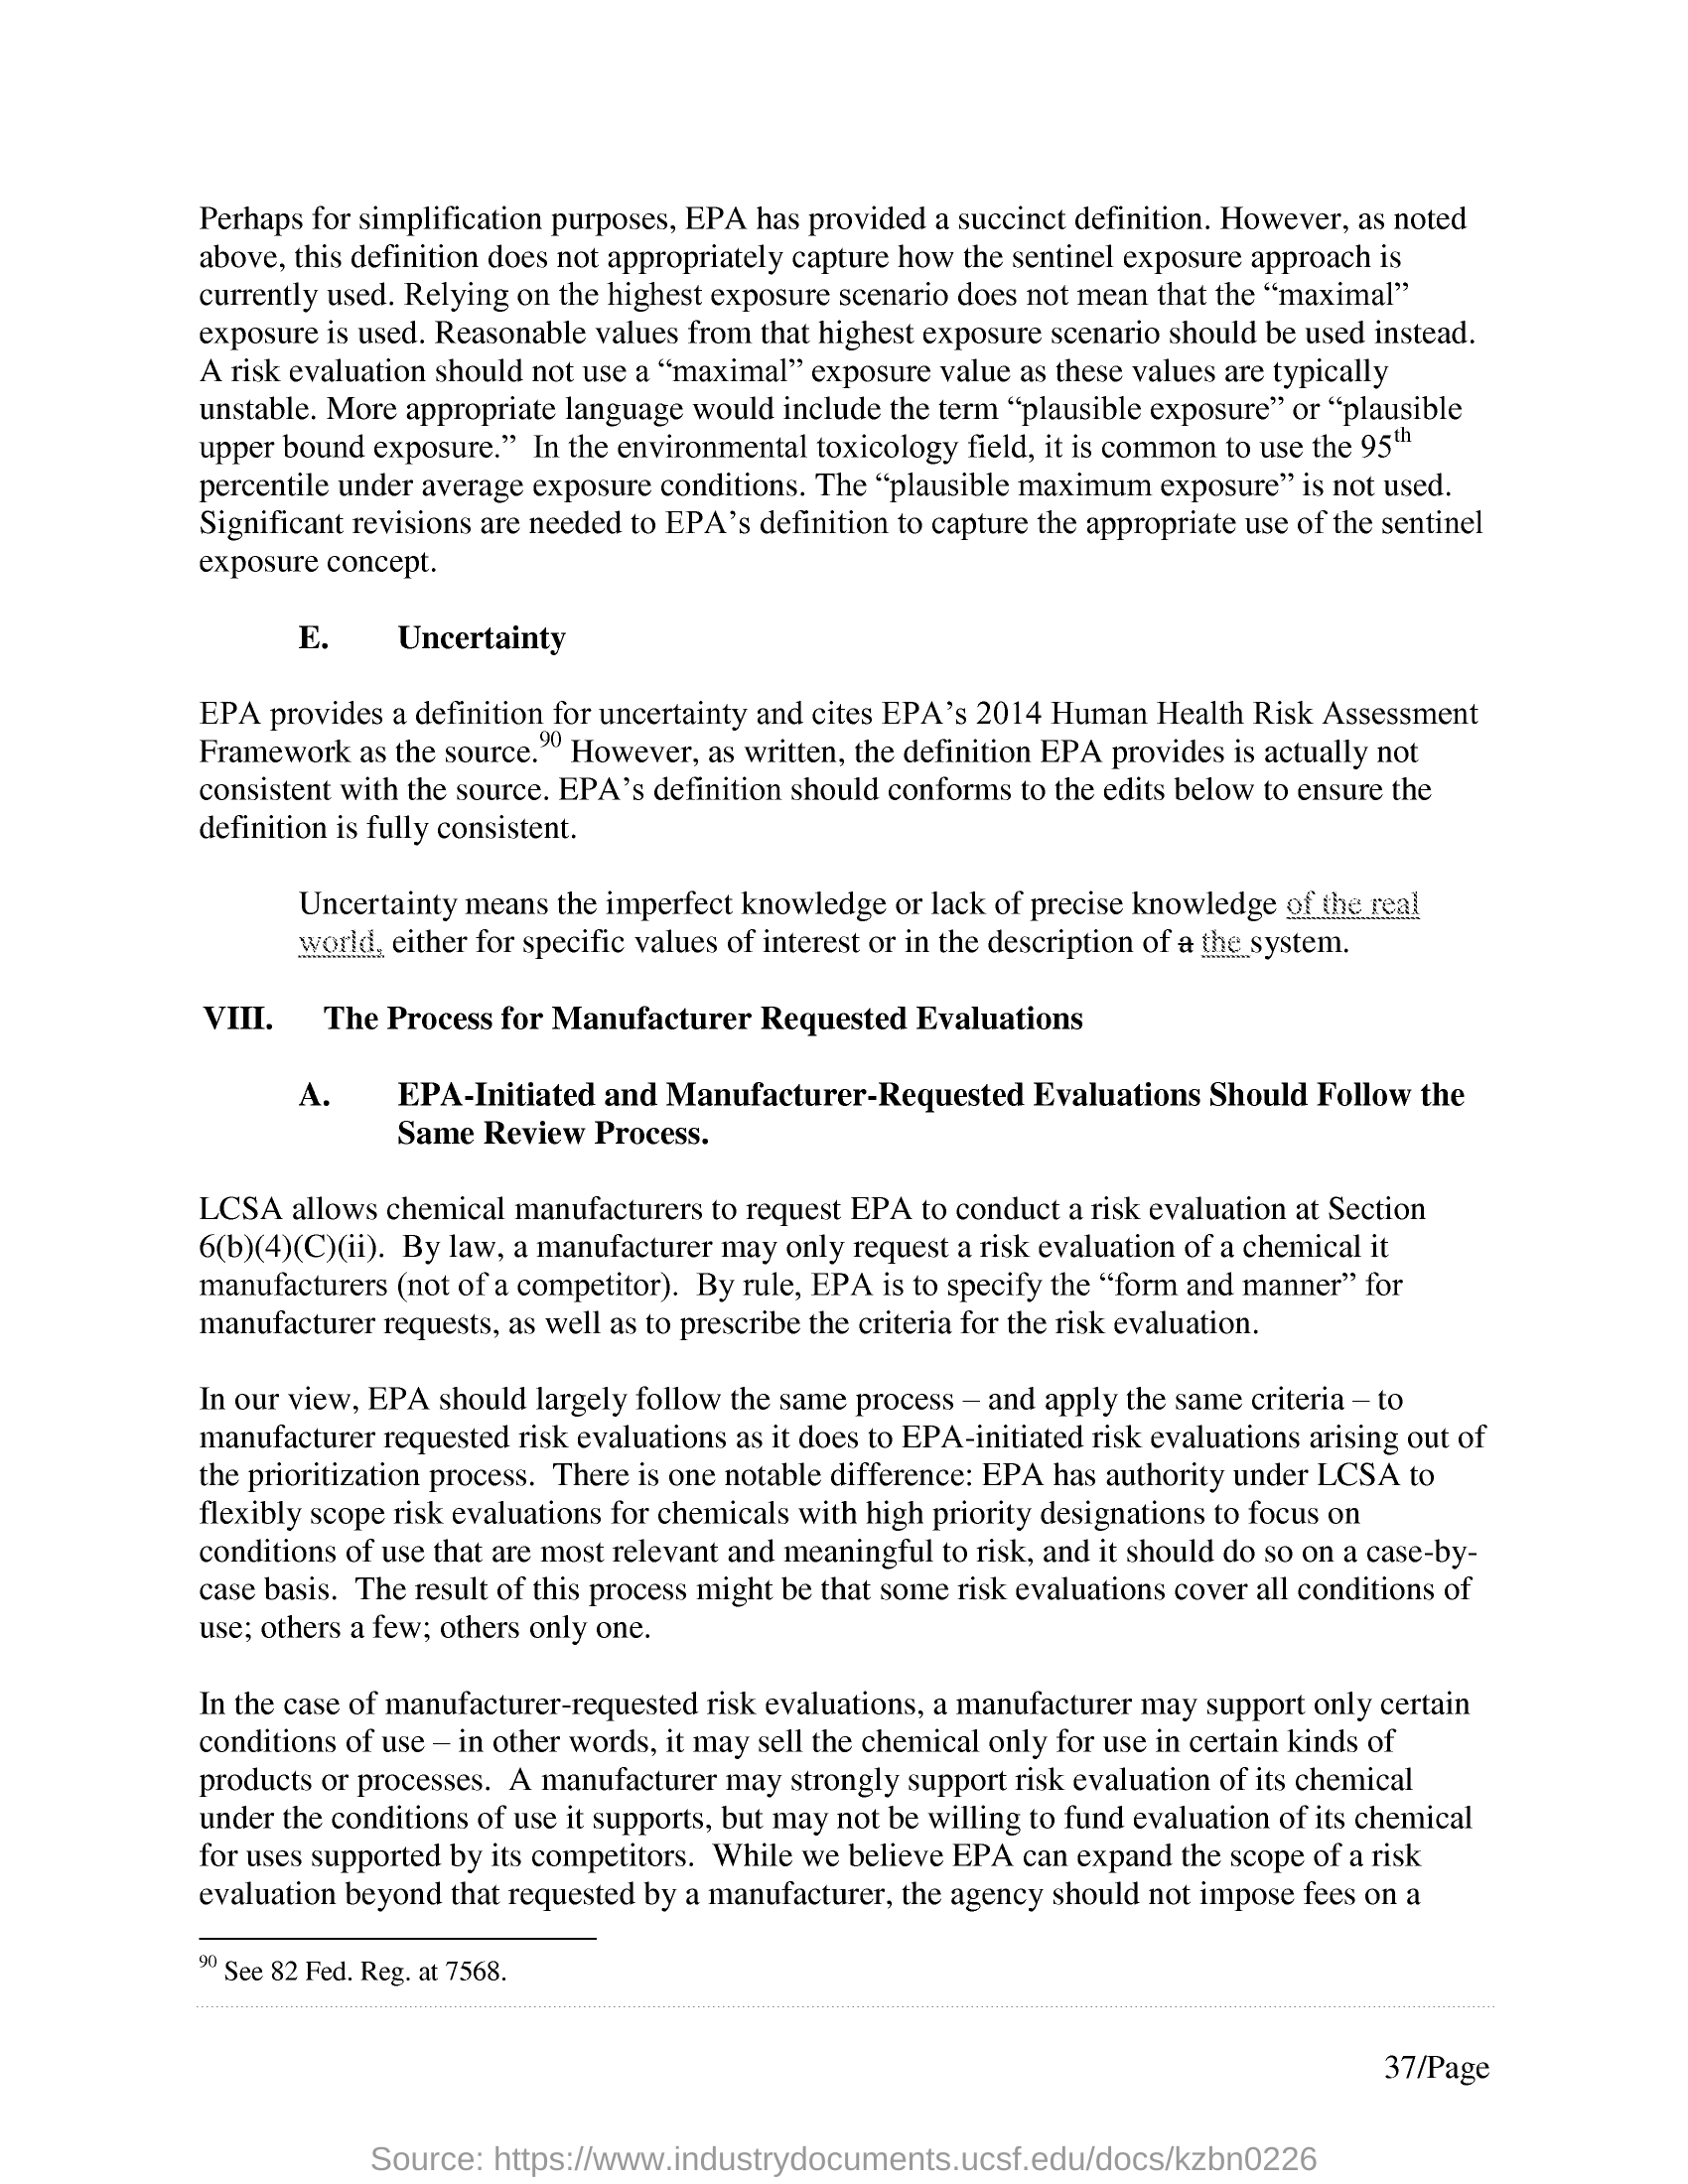 Perhaps for simplification purposes, EPA has provided a succinct definition. However, as noted
above, this definition does not appropriately capture how the sentinel exposure approach is
currently used. Relying on the highest exposure scenario does not mean that the “maximal”
exposure is used. Reasonable values from that highest exposure scenario should be used instead.
A risk evaluation should not use a “maximal” exposure value as these values are typically
unstable. More appropriate language would include the term “plausible exposure” or “plausible
upper bound exposure.”  In the environmental toxicology field, it is common to use the 95th
percentile under average exposure conditions. The “plausible maximum exposure” is not used.
Significant revisions are needed to EPA’s definition to capture the appropriate use of the sentinel
exposure concept.
E. Uncertainty
EPA provides a definition for uncertainty and cites EPA’s 2014 Human Health Risk Assessment
Framework as the source.90 However, as written, the definition EPA provides is actually not
consistent with the source. EPA’s definition should conforms to the edits below to ensure the
definition is fully consistent.
Uncertainty means the imperfect knowledge or lack of precise knowledge of the real
world, either for specific values of interest or in the description of a the system.
VIII. The Process for Manufacturer Requested Evaluations
A. EPA-Initiated and Manufacturer-Requested Evaluations Should Follow the
Same Review Process.
LCSA allows chemical manufacturers to request EPA to conduct a risk evaluation at Section
6(b)(4)(C)(ii).  By law, a manufacturer may only request a risk evaluation of a chemical it
manufacturers (not of a competitor).  By rule, EPA is to specify the “form and manner” for
manufacturer requests, as well as to prescribe the criteria for the risk evaluation.
In our view, EPA should largely follow the same process – and apply the same criteria – to
manufacturer requested risk evaluations as it does to EPA-initiated risk evaluations arising out of
the prioritization process.  There is one notable difference: EPA has authority under LCSA to
flexibly scope risk evaluations for chemicals with high priority designations to focus on
conditions of use that are most relevant and meaningful to risk, and it should do so on a case-by-
case basis.  The result of this process might be that some risk evaluations cover all conditions of
use; others a few; others only one.
In the case of manufacturer-requested risk evaluations, a manufacturer may support only certain
conditions of use – in other words, it may sell the chemical only for use in certain kinds of
products or processes.  A manufacturer may strongly support risk evaluation of its chemical
under the conditions of use it supports, but may not be willing to fund evaluation of its chemical
for uses supported by its competitors.  While we believe EPA can expand the scope of a risk
evaluation beyond that requested by a manufacturer, the agency should not impose fees on a
90 See 82 Fed. Reg. at 7568.
37/Page
Source: https://www.industrydocuments.ucsf.edu/docs/kzbn0226